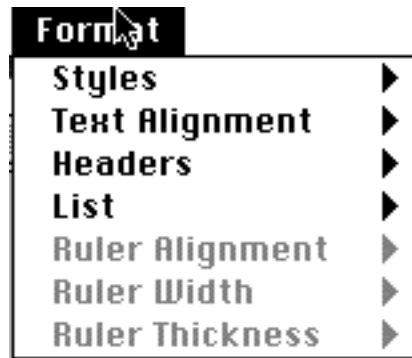 Format
Styles
Text Alignment
Headers
List
Ruler Alignment
Ruler Width
Ruler Thickness